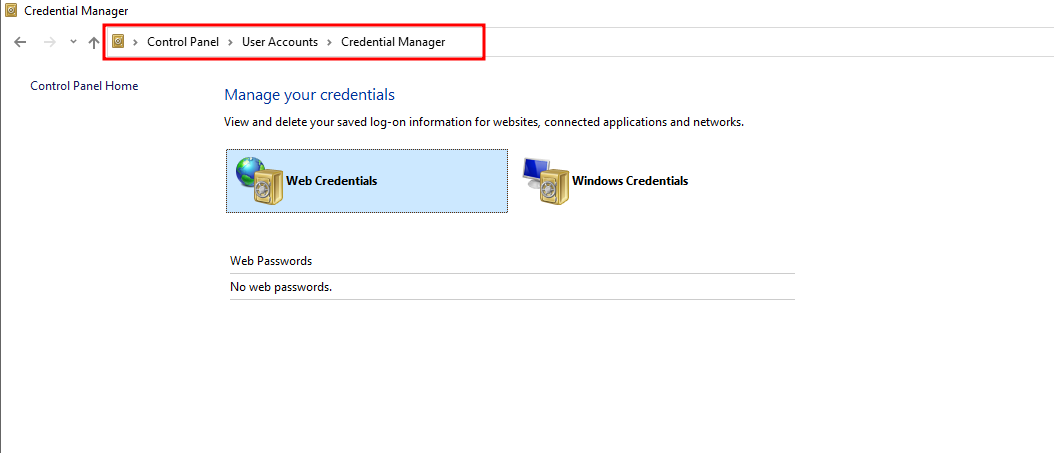 Credential Manager
Control Panel › User Accounts › Credential Manager
Control Panel Home
Manage your credentials
View and delete your saved log-on information for websites, connected applications and networks.
Web Credentials
Windows Credentials
Web Passwords
No web passwords.